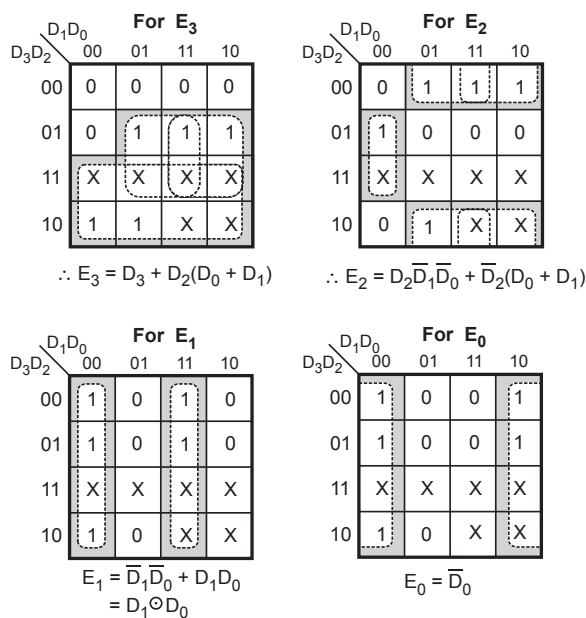 For E₃
D₁D₀
D₃D₂ 00 01 11 10
00 0 0 0 0
01 0 1 1 1
11 X X X X
10 1 1 X X
∴ E₃ = D₃ + D₂(D₀ + D₁)
For E₂
D₁D₀
D₃D₂ 00 01 11 10
00 0 1 1 1
01 1 0 0 0
11 X X X X
10 0 1 X X
∴ E₂ = D₂D̅₁D̅₀ + D̅₂(D₀ + D₁)
For E₁
D₁D₀
D₃D₂ 00 01 11 10
00 1 0 1 0
01 1 0 1 0
11 X X X X
10 1 0 X X
E₁ = D̅₁D̅₀ + D₁D₀
= D₁⊙D₀
For E₀
D₁D₀
D₃D₂ 00 01 11 10
00 1 0 0 1
01 1 0 0 1
11 X X X X
10 1 0 X X
E₀ = D̅₀